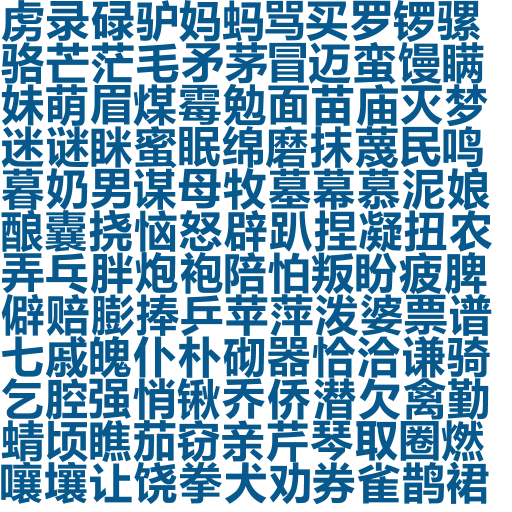 虏录碌驴妈蚂骂买罗锣骡
骆芒茫毛矛茅冒迈蛮馒瞒
妹萌眉煤霉勉面苗庙灭梦
迷谜眯蜜眠绵磨抹蔑民鸣
暮奶男谋母牧墓幕慕泥娘
酿囊挠恼怒辟趴捏凝扭农
弄乓胖炮袍陪怕叛盼疲脾
僻赔膨捧乒苹萍泼婆票谱
七戚魄仆朴砌器恰洽谦骑
乞腔强悄锹乔侨潜欠禽勤
蜻顷瞧茄窃亲芹琴取圈燃
嚷壤让饶拳犬劝券雀鹊裙